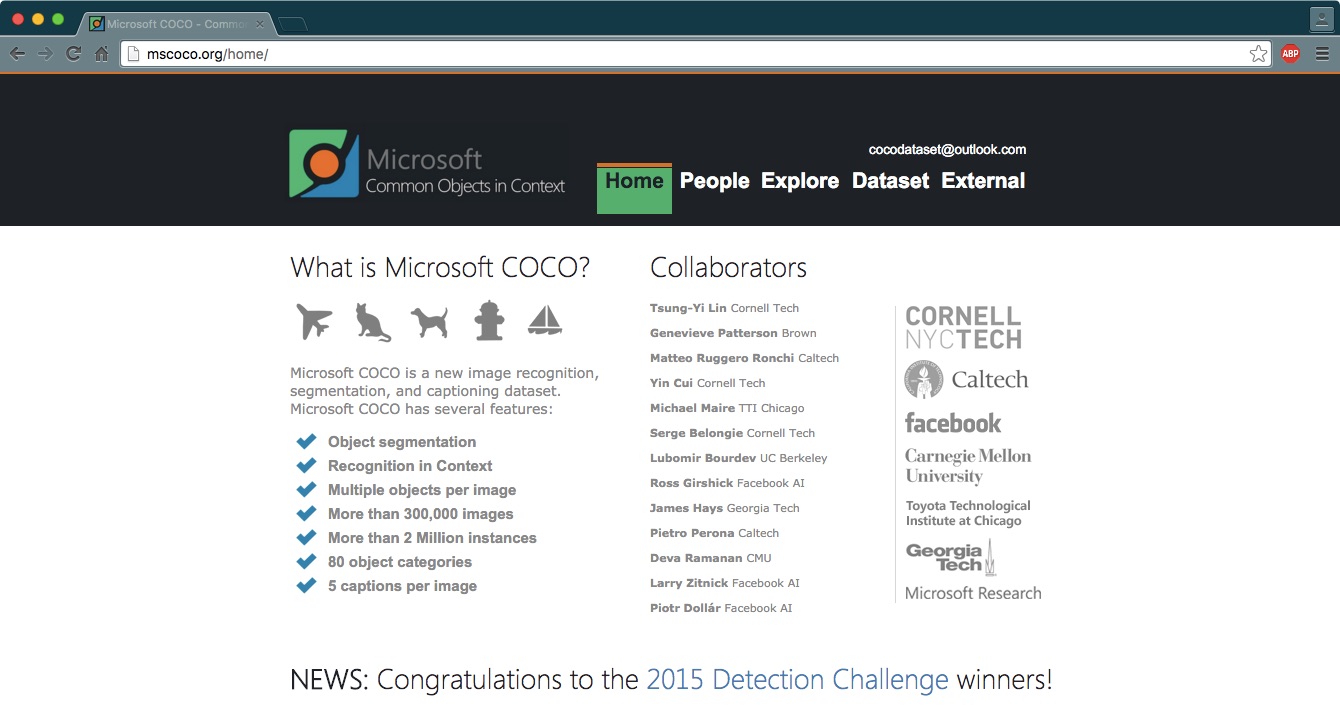 Microsoft COCO - Commo
mscoco.org/home/
ABP
cocodataset@outlook.com
Microsoft
Common Objects in Context
Home People Explore Dataset External
What is Microsoft COCO?
Microsoft COCO is a new image recognition,
segmentation, and captioning dataset.
Microsoft COCO has several features:
Object segmentation
Recognition in Context
Multiple objects per image
More than 300,000 images
More than 2 Million instances
80 object categories
5 captions per image
Collaborators
Tsung-Yi Lin Cornell Tech
Genevieve Patterson Brown
Matteo Ruggero Ronchi Caltech
Yin Cui Cornell Tech
Michael Maire TTI Chicago
Serge Belongie Cornell Tech
Lubomir Bourdev UC Berkeley
Ross Girshick Facebook AI
James Hays Georgia Tech
Pietro Perona Caltech
Deva Ramanan CMU
Larry Zitnick Facebook AI
Piotr Dollár Facebook AI
CORNELL
NYCTECH
Caltech
facebook
Carnegie Mellon
University
Toyota Technological
Institute at Chicago
Georgia
Tech
Microsoft Research
NEWS: Congratulations to the 2015 Detection Challenge winners!